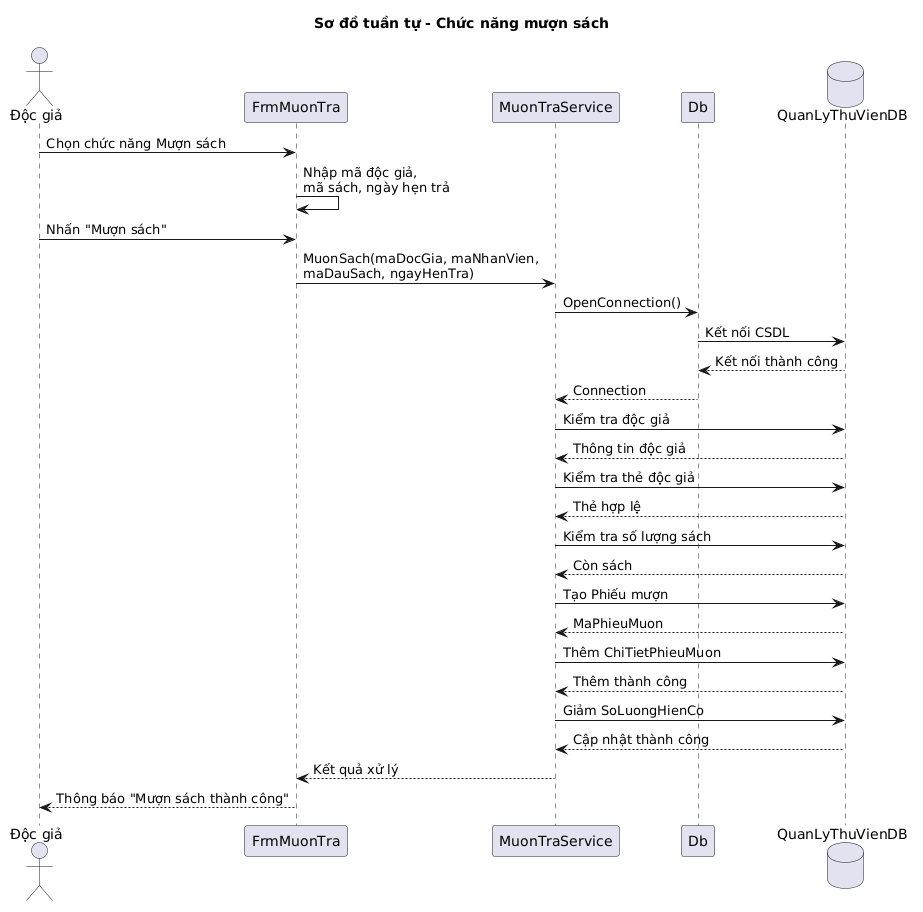 Sơ đồ tuần tự - Chức năng mượn sách
Độc giả
FrmMuonTra
MuonTraService
Db
QuanLyThuVienDB
Chọn chức năng Mượn sách
Nhập mã độc giả,
mã sách, ngày hẹn trả
Nhấn "Mượn sách"
MuonSach(maDocGia, maNhanVien,
maDauSach, ngayHenTra)
OpenConnection()
Kết nối CSDL
Kết nối thành công
Connection
Kiểm tra độc giả
Thông tin độc giả
Kiểm tra thẻ độc giả
Thẻ hợp lệ
Kiểm tra số lượng sách
Còn sách
Tạo Phiếu mượn
MaPhieuMuon
Thêm ChiTietPhieuMuon
Thêm thành công
Giảm SoLuongHienCo
Cập nhật thành công
Kết quả xử lý
Thông báo "Mượn sách thành công"
Độc giả
FrmMuonTra
MuonTraService
Db
QuanLyThuVienDB